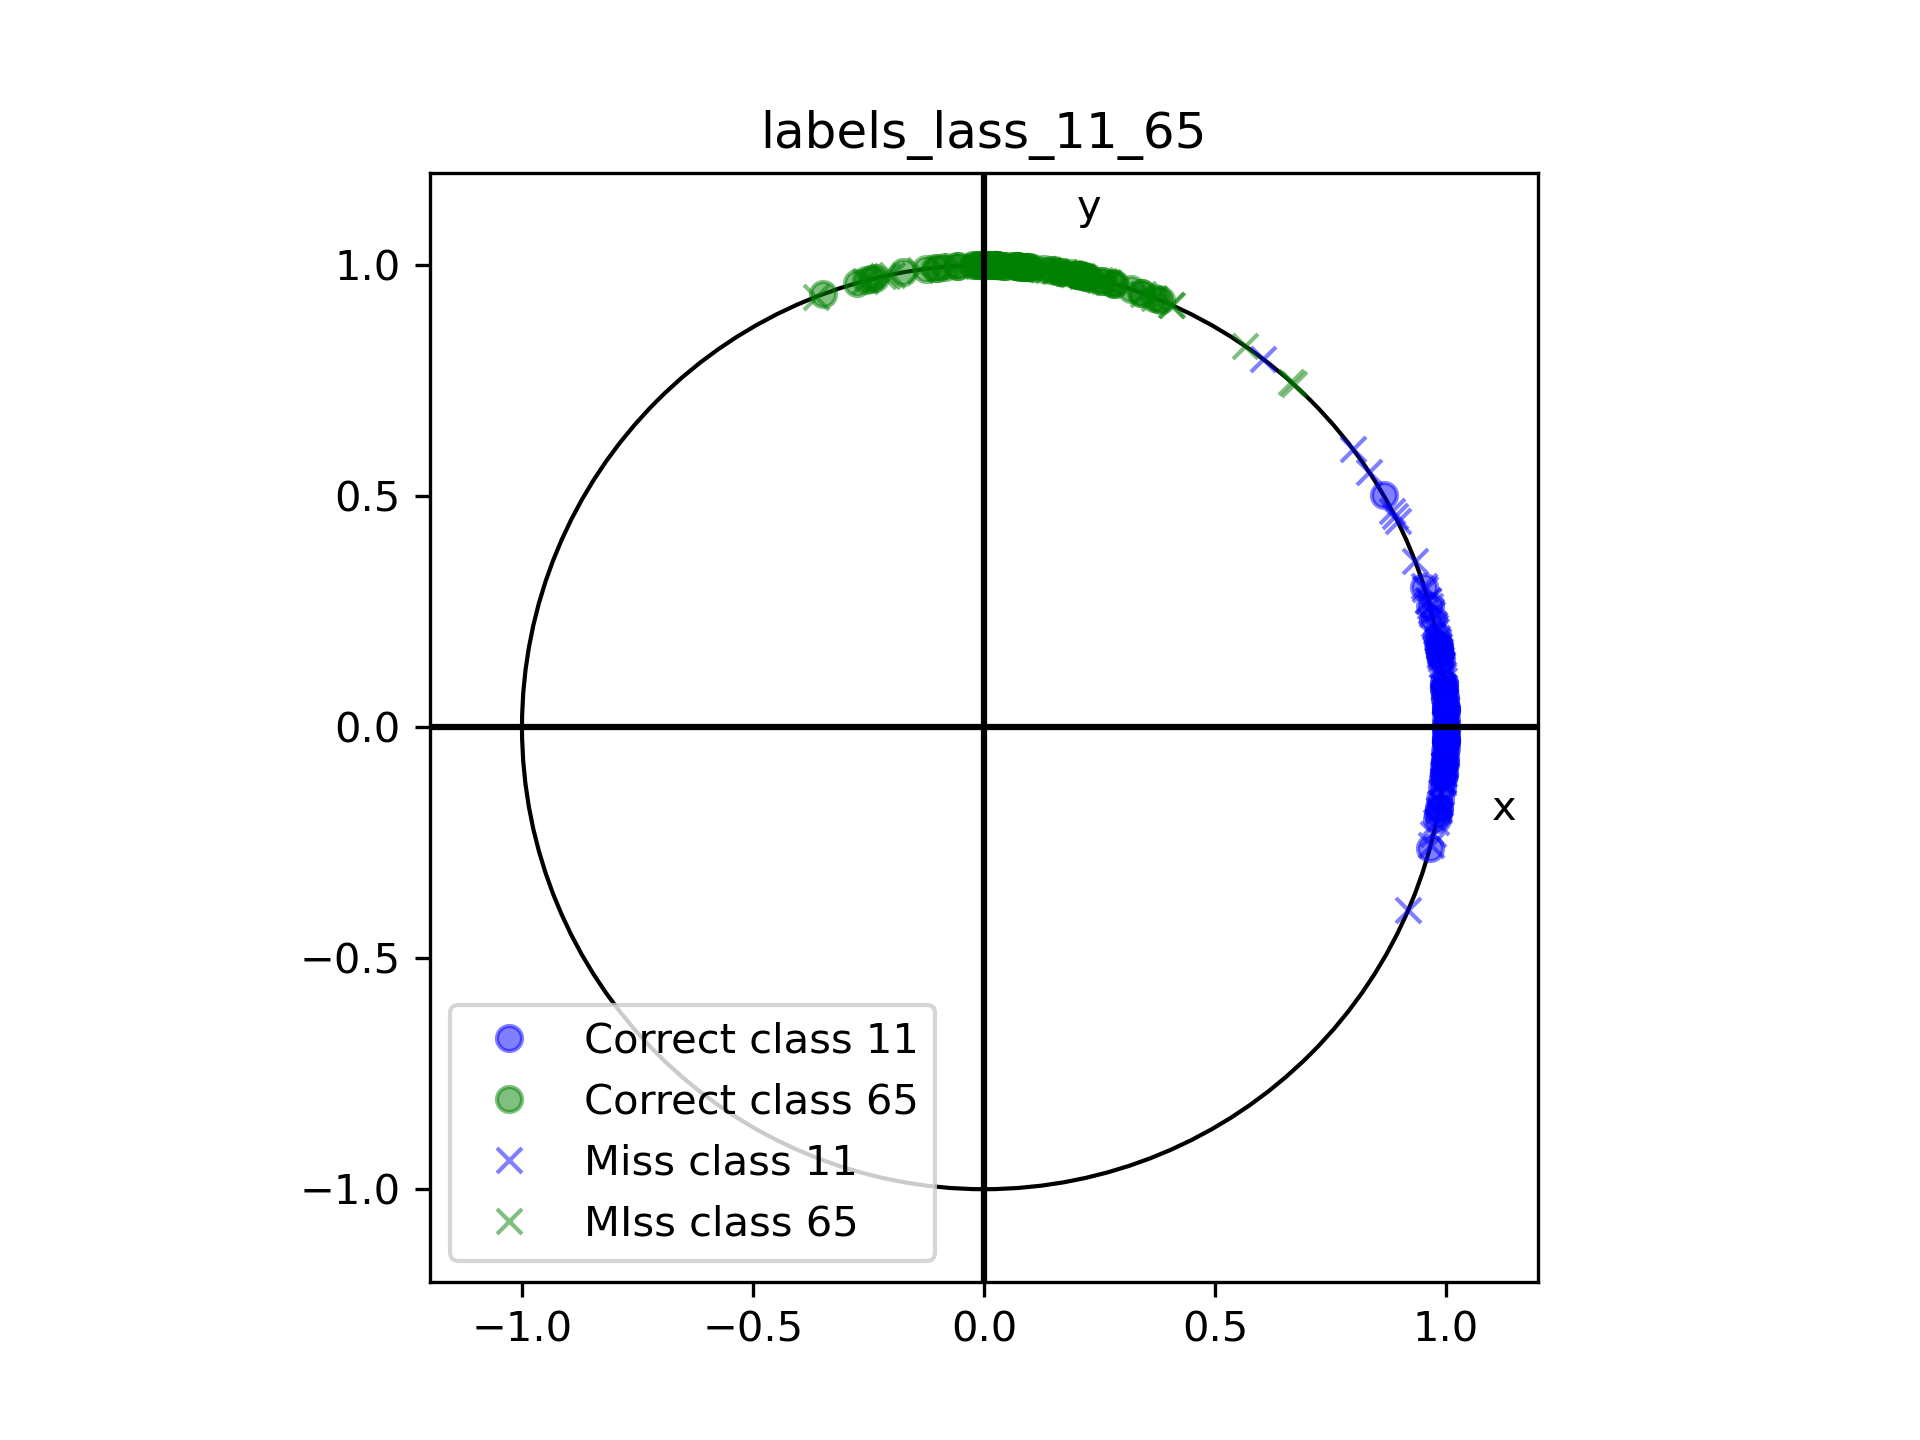 labels_lass_11_65
y
1.0
0.5
0.0
x
−0.5
−1.0
Correct class 11
Correct class 65
Miss class 11
MIss class 65
−1.0 −0.5 0.0 0.5 1.0